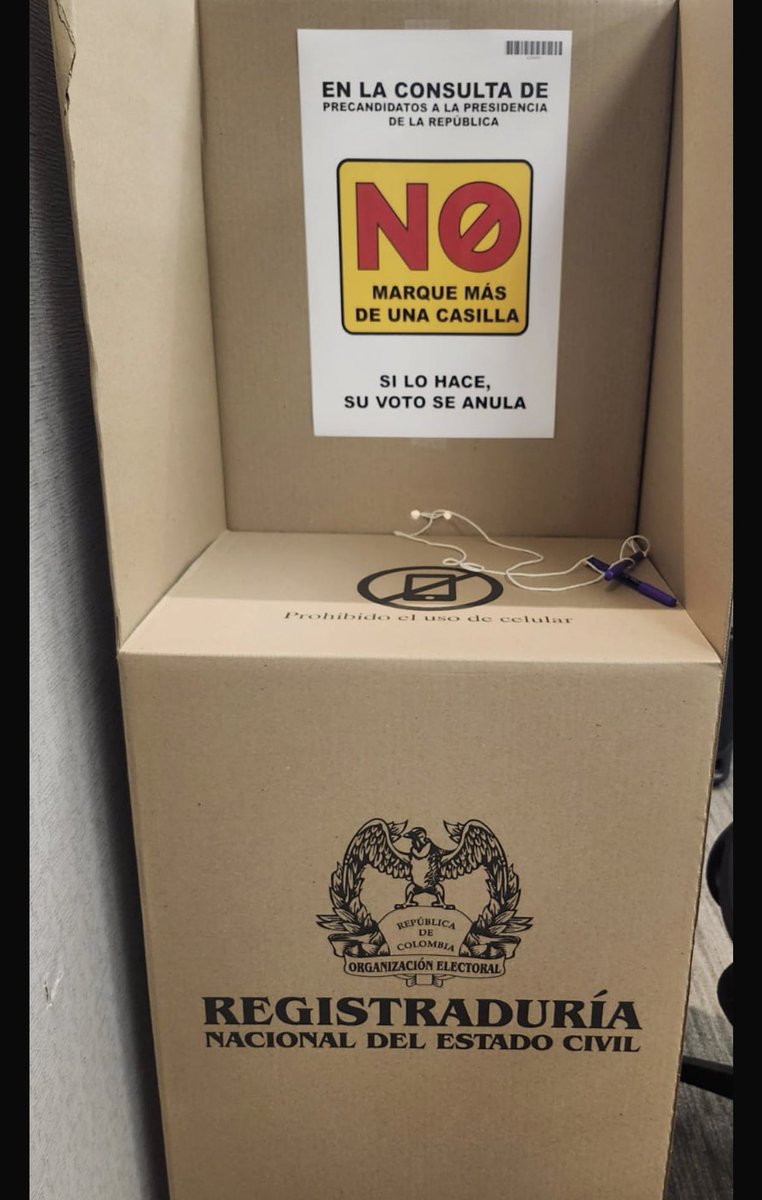 EN LA CONSULTA DE
PRECANDIDATOS A LA PRESIDENCIA
DE LA REPÚBLICA
NO
MARQUE MÁS
DE UNA CASILLA
SI LO HACE,
SU VOTO SE ANULA
Prohibido el uso de celular
REPÚBLICA
DE
COLOMBIA
ORGANIZACIÓN ELECTORAL
REGISTRADURÍA
NACIONAL DEL ESTADO CIVIL